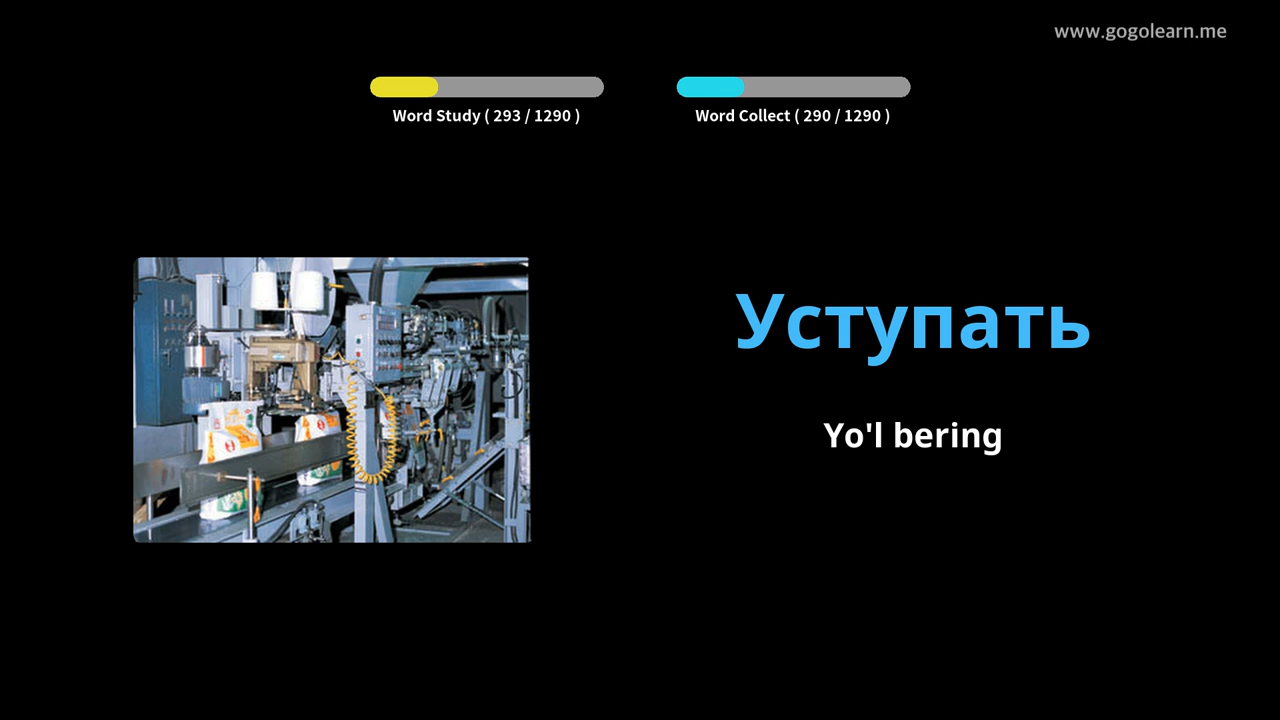 www.gogolearn.me
Word Study ( 293 / 1290 )
Word Collect ( 290 / 1290 )
Уступать
Yo'l bering